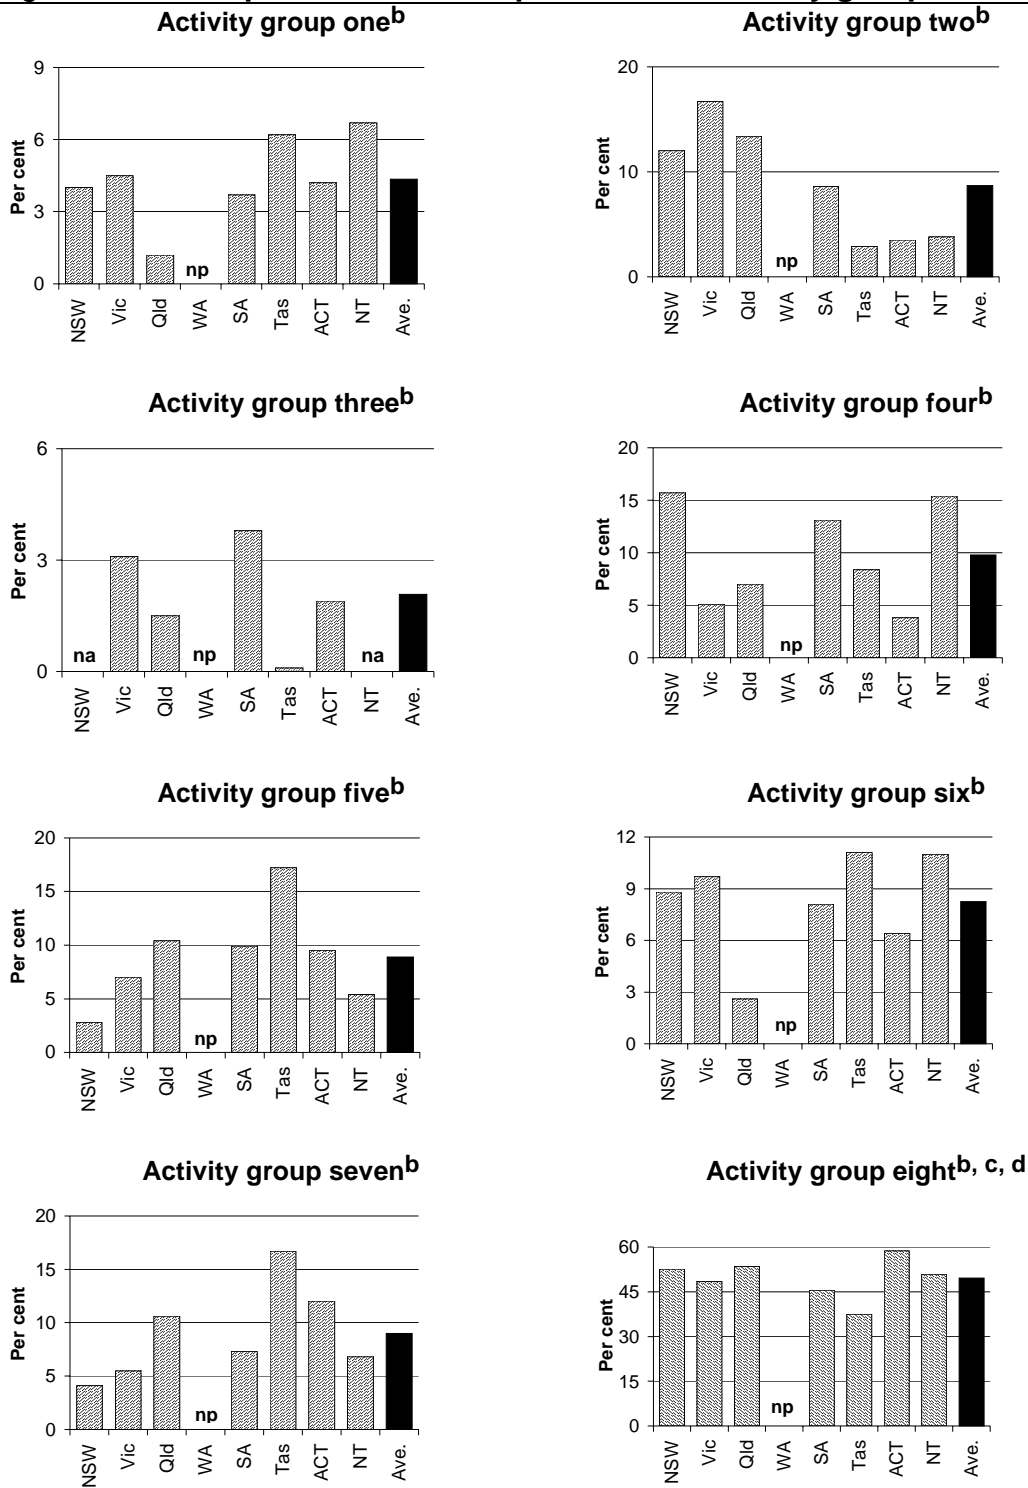 Activity group one^b
9
6
3
0
Per cent
np
NSW
Vic
Qld
WA
SA
Tas
ACT
NT
Ave.
Activity group two^b
20
10
0
Per cent
np
NSW
Vic
Qld
WA
SA
Tas
ACT
NT
Ave.
Activity group three^b
6
3
0
Per cent
na
np
na
NSW
Vic
Qld
WA
SA
Tas
ACT
NT
Ave.
Activity group four^b
20
15
10
5
0
Per cent
np
NSW
Vic
Qld
WA
SA
Tas
ACT
NT
Ave.
Activity group five^b
20
15
10
5
0
Per cent
np
NSW
Vic
Qld
WA
SA
Tas
ACT
NT
Ave.
Activity group six^b
12
9
6
3
0
Per cent
np
NSW
Vic
Qld
WA
SA
Tas
ACT
NT
Ave.
Activity group seven^b
20
15
10
5
0
Per cent
np
NSW
Vic
Qld
WA
SA
Tas
ACT
NT
Ave.
Activity group eight^b, c, d
60
45
30
15
0
Per cent
np
NSW
Vic
Qld
WA
SA
Tas
ACT
NT
Ave.